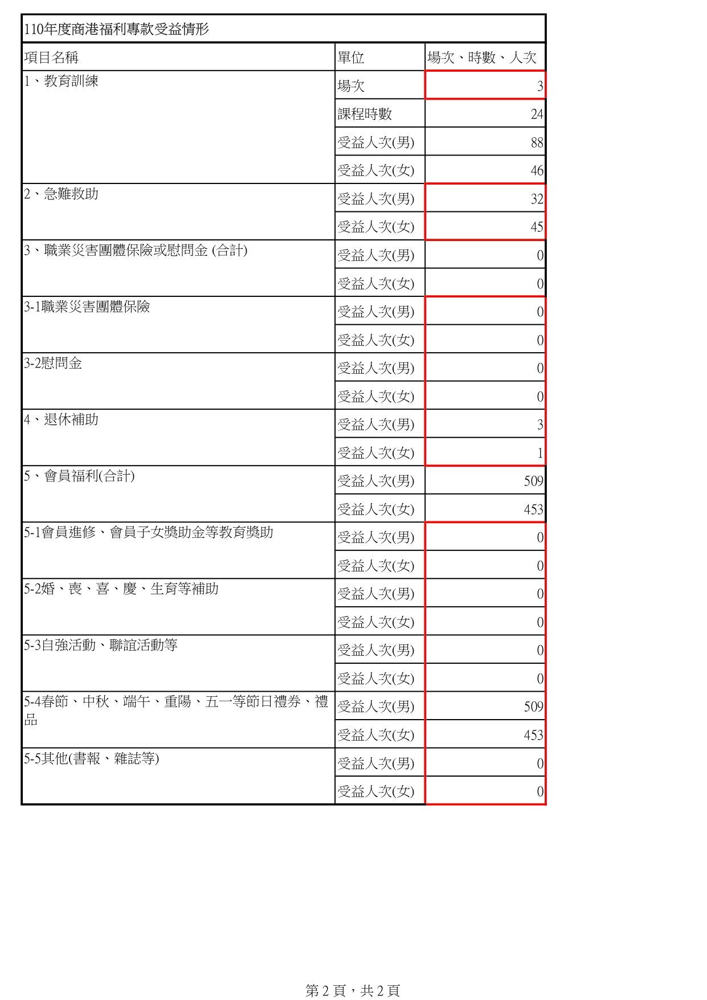 110年度商港福利專款受益情形
項目名稱 單位 場次、時數、人次
1、教育訓練 場次 3
課程時數 24
受益人次(男) 88
受益人次(女) 46
2、急難救助 受益人次(男) 32
受益人次(女) 45
3、職業災害團體保險或慰問金 (合計) 受益人次(男) 0
受益人次(女) 0
3-1職業災害團體保險 受益人次(男) 0
受益人次(女) 0
3-2慰問金 受益人次(男) 0
受益人次(女) 0
4、退休補助 受益人次(男) 3
受益人次(女) 1
5、會員福利(合計) 受益人次(男) 509
受益人次(女) 453
5-1會員進修、會員子女獎助金等教育獎助 受益人次(男) 0
受益人次(女) 0
5-2婚、喪、喜、慶、生育等補助 受益人次(男) 0
受益人次(女) 0
5-3自強活動、聯誼活動等 受益人次(男) 0
受益人次(女) 0
5-4春節、中秋、端午、重陽、五一等節日禮券、禮 受益人次(男) 509
品
受益人次(女) 453
5-5其他(書報、雜誌等) 受益人次(男) 0
受益人次(女) 0
第 2 頁，共 2 頁